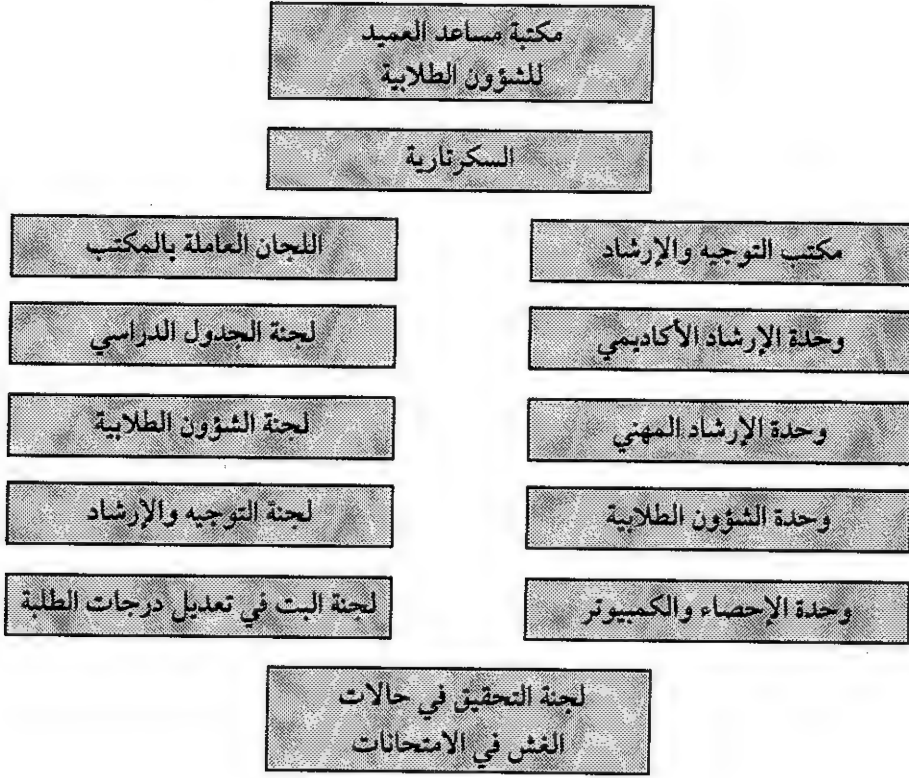 مكتبة مساعد العميد
للشؤون الطلابية
السكرتارية
مكتب التوجيه والإرشاد
اللجان العاملة بالمكتب
وحدة الإرشاد الأكاديمي
لجنة الجدول الدراسي
وحدة الإرشاد المهني
لجنة الشؤون الطلابية
وحدة الشؤون الطلابية
لجنة التوجيه والإرشاد
وحدة الإحصاء والكمبيوتر
لجنة البت في تعديل درجات الطلبة
لجنة التحقيق في حالات
الغش في الامتحانات